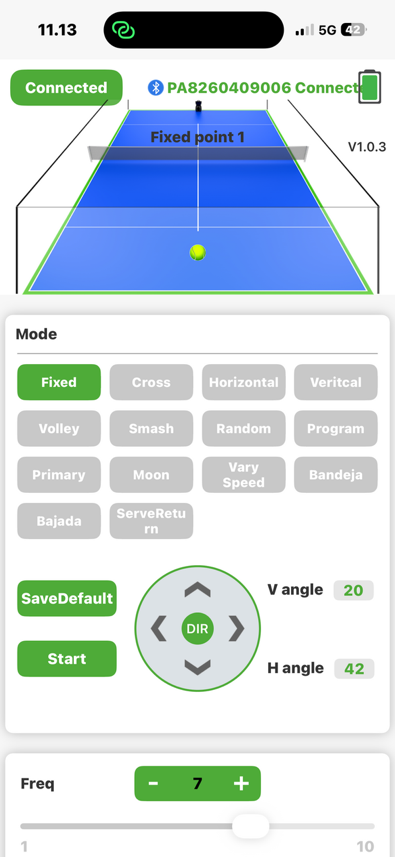 11.13
5G
42
Connected
PA8260409006 Connect
Fixed point 1
V1.0.3
Mode
Fixed
Cross
Horizontal
Veritcal
Volley
Smash
Random
Program
Primary
Moon
Vary
Speed
Bandeja
Bajada
ServeRetu
rn
SaveDefault
Start
DIR
V angle 20
H angle 42
Freq
- 7 +
1
10